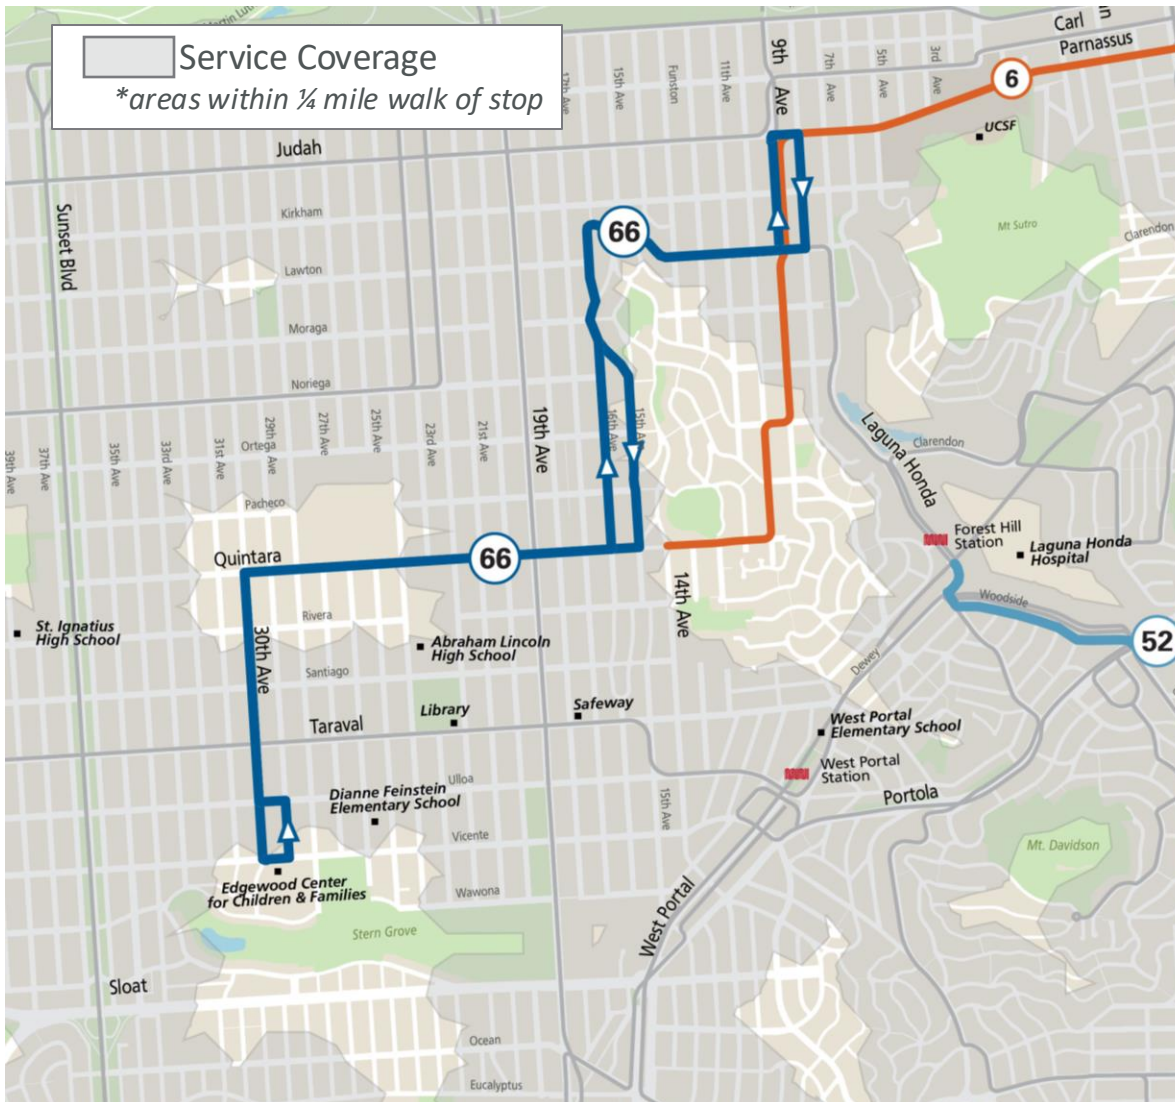 Martin Lu
Service Coverage
*areas within ¼ mile walk of stop
Carl
Parnassus
9th Ave
17th Ave
15th Ave
Funston
11th Ave
7th Ave
5th Ave
3rd Ave
6
UCSF
Judah
Sunset Blvd
Kirkham
66
Mt Sutro
Clarendon
Lawton
Moraga
Noriega
19th Ave
16th Ave
15th A
Laguna Honda
Clarendon
39th Ave
37th Ave
35th Ave
33rd Ave
31st Ave
29th
Ortega
27th Ave
25th Ave
23rd Ave
21st Ave
Pacheco
Quintara
66
Forest Hill
Station
Laguna Honda
Hospital
14th Ave
Woodside
52
Rivera
St. Ignatius
High School
30th Ave
Abraham Lincoln
High School
Santiago
Dewey
Library
Safeway
Taraval
West Portal
Elementary School
West Portal
Station
Ulloa
Portola
Dianne Feinstein
Elementary School
15th Ave
Vicente
Mt. Davidson
Edgewood Center
for Children & Families
Wawona
West Portal
Stern Grove
Sloat
Ocean
Eucalyptus